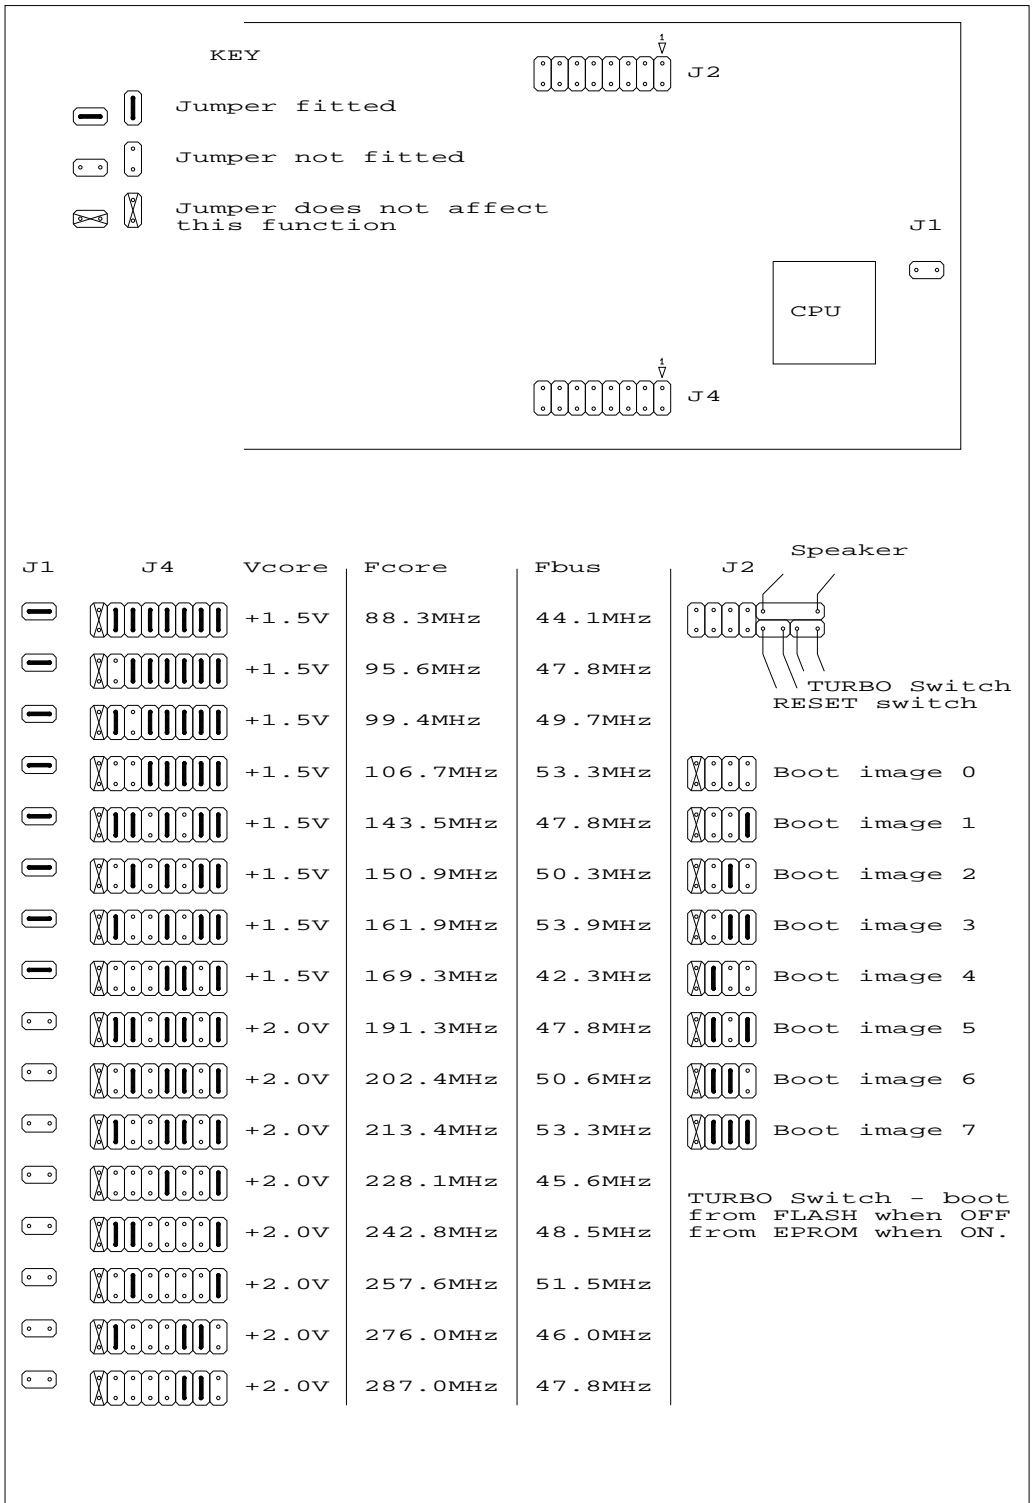 1
KEY
J2
Jumper fitted
Jumper not fitted
Jumper does not affect
this function
J1
CPU
1
J4
Speaker
J1 J4 Vcore Fcore Fbus J2
+1.5V 88.3MHz 44.1MHz
+1.5V 95.6MHz 47.8MHz
TURBO Switch
RESET switch
+1.5V 99.4MHz 49.7MHz
+1.5V 106.7MHz 53.3MHz Boot image 0
+1.5V 143.5MHz 47.8MHz Boot image 1
+1.5V 150.9MHz 50.3MHz Boot image 2
+1.5V 161.9MHz 53.9MHz Boot image 3
+1.5V 169.3MHz 42.3MHz Boot image 4
+2.0V 191.3MHz 47.8MHz Boot image 5
+2.0V 202.4MHz 50.6MHz Boot image 6
+2.0V 213.4MHz 53.3MHz Boot image 7
+2.0V 228.1MHz 45.6MHz
+2.0V 242.8MHz 48.5MHz
+2.0V 257.6MHz 51.5MHz
+2.0V 276.0MHz 46.0MHz
+2.0V 287.0MHz 47.8MHz
TURBO Switch - boot
from FLASH when OFF
from EPROM when ON.